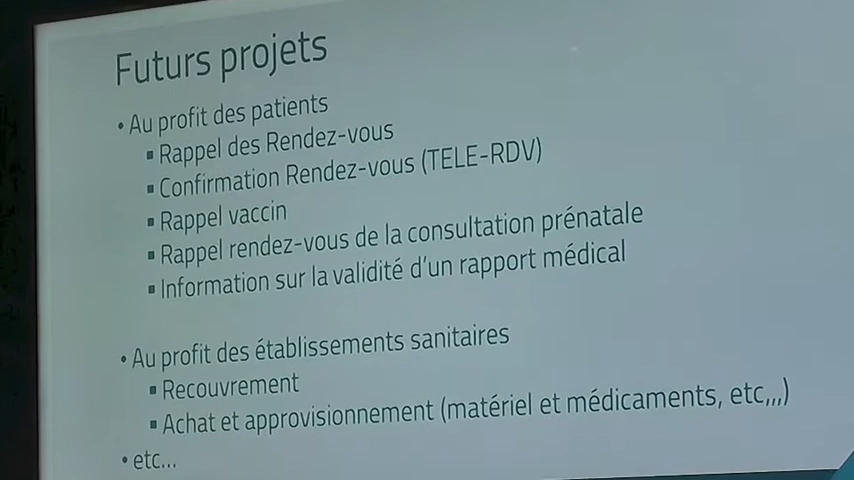 Futurs projets
• Au profit des patients
▪ Rappel des Rendez-vous
▪ Confirmation Rendez-vous (TELE-RDV)
▪ Rappel vaccin
▪ Rappel rendez-vous de la consultation prénatale
▪ Information sur la validité d'un rapport médical
• Au profit des établissements sanitaires
▪ Recouvrement
▪ Achat et approvisionnement (matériel et médicaments, etc,,,)
• etc...